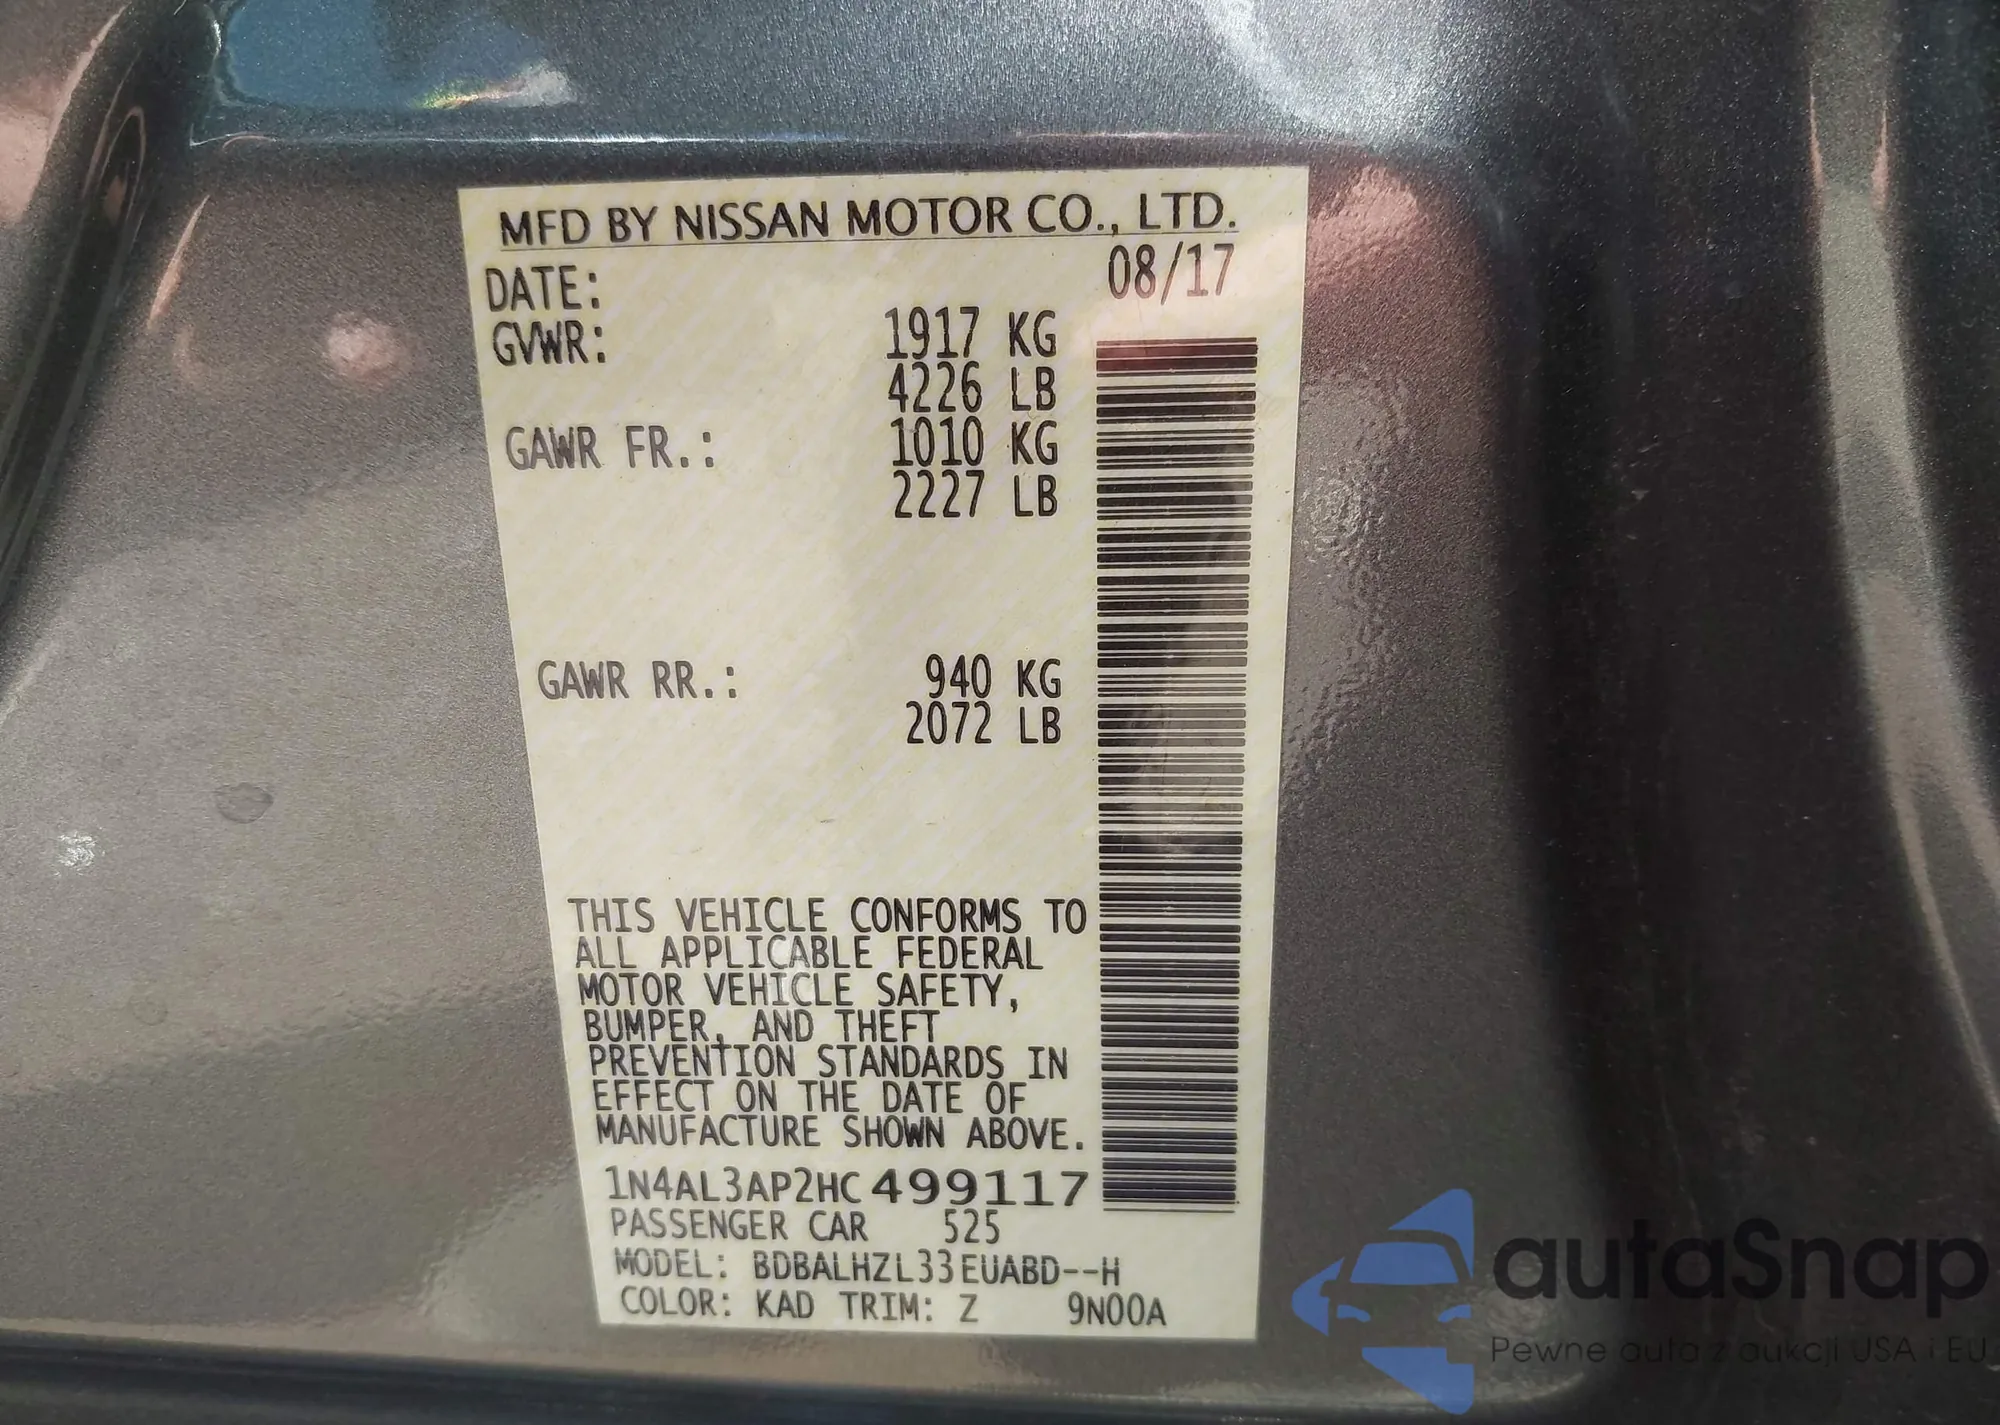 MFD BY NISSAN MOTOR CO., LTD.
DATE: 08/17
GVWR: 1917 KG
4226 LB
GAWR FR.: 1010 KG
2227 LB
GAWR RR.: 940 KG
2072 LB
THIS VEHICLE CONFORMS TO
ALL APPLICABLE FEDERAL
MOTOR VEHICLE SAFETY,
BUMPER, AND THEFT
PREVENTION STANDARDS IN
EFFECT ON THE DATE OF
MANUFACTURE SHOWN ABOVE.
1N4AL3AP2HC499117
PASSENGER CAR 525
MODEL: BDBALHZL33EUABD--H
COLOR: KAD TRIM: Z 9N00A
autaSnap
Pewne auta z aukcji USA i EU